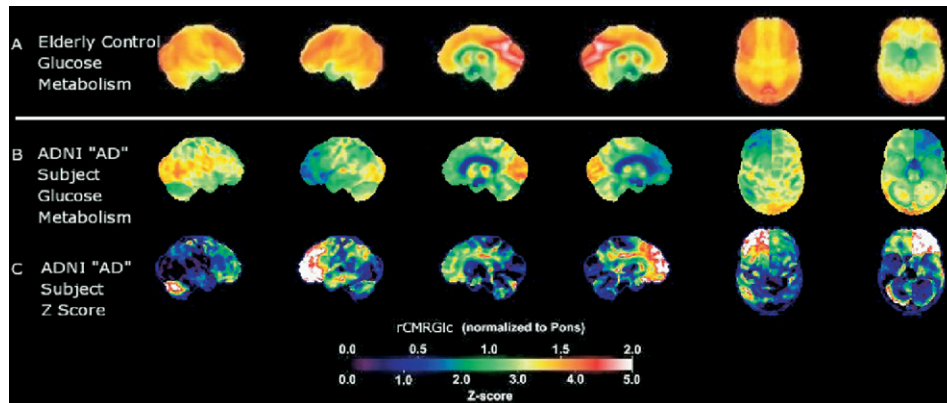 A Elderly Control
Glucose
Metabolism
B ADNI "AD"
Subject
Glucose
Metabolism
C ADNI "AD"
Subject
Z Score
rCMRGlc (normalized to Pons)
0.0 0.5 1.0 1.5 2.0
0.0 1.0 2.0 3.0 4.0 5.0
Z-score